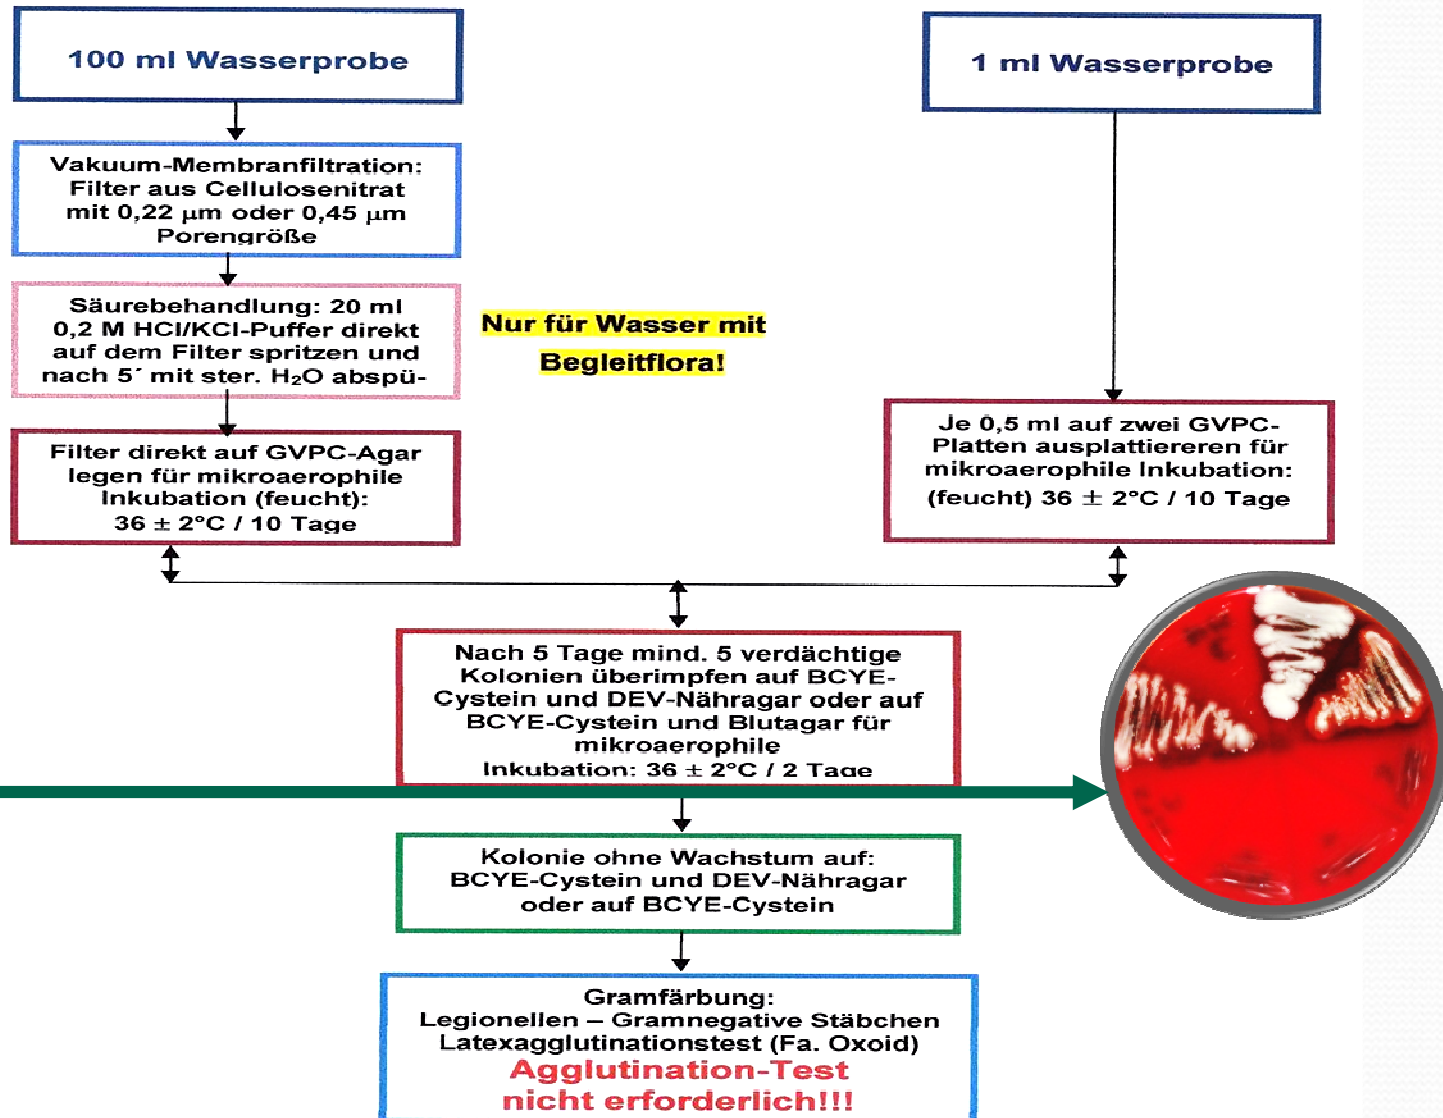 100 ml Wasserprobe
Vakuum-Membranfiltration:
Filter aus Cellulosenitrat
mit 0,22 µm oder 0,45 µm
Porengröße
Säurebehandlung: 20 ml
0,2 M HCl/KCl-Puffer direkt
auf dem Filter spritzen und
nach 5´ mit ster. H₂O abspü-
Nur für Wasser mit
Begleitflora!
Filter direkt auf GVPC-Agar
legen für mikroaerophile
Inkubation (feucht):
36 ± 2°C / 10 Tage
1 ml Wasserprobe
Je 0,5 ml auf zwei GVPC-
Platten ausplattiereren für
mikroaerophile Inkubation:
(feucht) 36 ± 2°C / 10 Tage
Nach 5 Tage mind. 5 verdächtige
Kolonien überimpfen auf BCYE-
Cystein und DEV-Nähragar oder auf
BCYE-Cystein und Blutagar für
mikroaerophile
Inkubation: 36 ± 2°C / 2 Tage
Kolonie ohne Wachstum auf:
BCYE-Cystein und DEV-Nähragar
oder auf BCYE-Cystein
Gramfärbung:
Legionellen – Gramnegative Stäbchen
Latexagglutinationstest (Fa. Oxoid)
Agglutination-Test
nicht erforderlich!!!